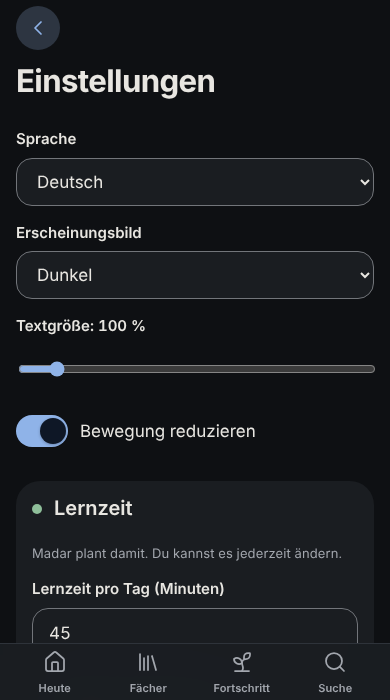 Einstellungen
Sprache
Deutsch
Erscheinungsbild
Dunkel
Textgröße: 100 %
Bewegung reduzieren
Lernzeit
Madar plant damit. Du kannst es jederzeit ändern.
Lernzeit pro Tag (Minuten)
45
Heute Fächer Fortschritt Suche